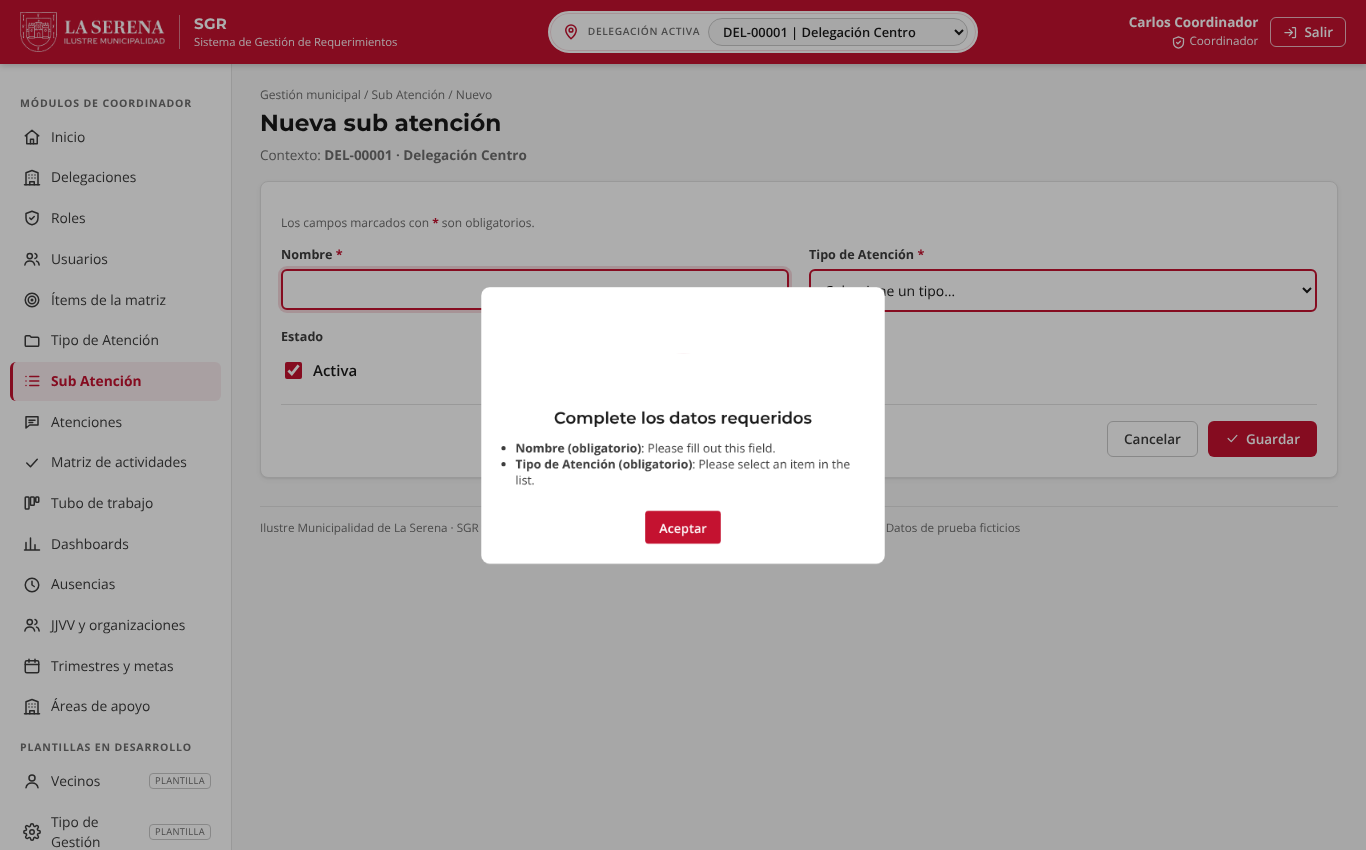 LA SERENA
ILUSTRE MUNICIPALIDAD
SGR
Sistema de Gestión de Requerimientos
DELEGACIÓN ACTIVA
DEL-00001 | Delegación Centro
Carlos Coordinador
Coordinador
Salir
MÓDULOS DE COORDINADOR
Inicio
Delegaciones
Roles
Usuarios
Ítems de la matriz
Tipo de Atención
Sub Atención
Atenciones
Matriz de actividades
Tubo de trabajo
Dashboards
Ausencias
JJVV y organizaciones
Trimestres y metas
Áreas de apoyo
PLANTILLAS EN DESARROLLO
Vecinos PLANTILLA
Tipo de
Gestión PLANTILLA
Gestión municipal / Sub Atención / Nuevo
Nueva sub atención
Contexto: DEL-00001 · Delegación Centro
Los campos marcados con * son obligatorios.
Nombre *
Tipo de Atención *
un tipo...
Estado
Activa
Cancelar
Guardar
Complete los datos requeridos
Nombre (obligatorio): Please fill out this field.
Tipo de Atención (obligatorio): Please select an item in the
list.
Aceptar
Ilustre Municipalidad de La Serena · SGR
Datos de prueba ficticios